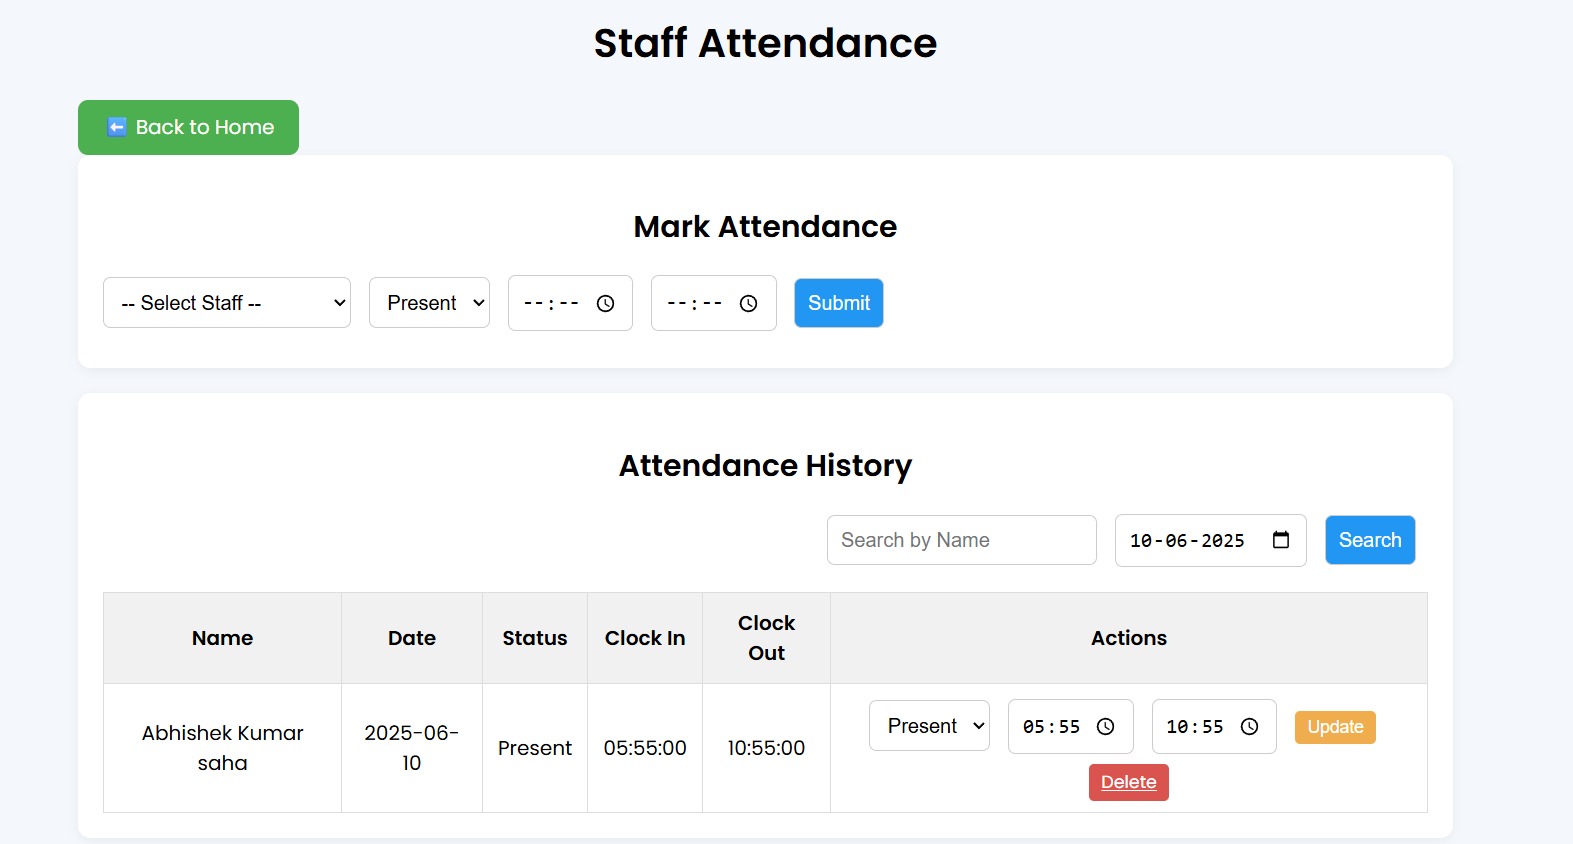 Staff Attendance
⬅️ Back to Home
Mark Attendance
-- Select Staff -- Present --:-- --:-- Submit
Attendance History
Search by Name 10-06-2025 Search
Name Date Status Clock In Clock Out Actions
Abhishek Kumar saha 2025-06-10 Present 05:55:00 10:55:00 Present 05:55 10:55 Update
Delete